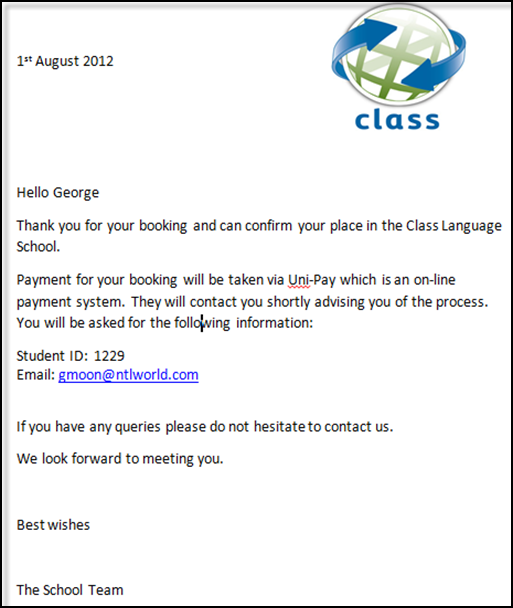 1st August 2012
class
Hello George
Thank you for your booking and can confirm your place in the Class Language
School.
Payment for your booking will be taken via Uni-Pay which is an on-line
payment system. They will contact you shortly advising you of the process.
You will be asked for the following information:
Student ID: 1229
Email: gmoon@ntlworld.com
If you have any queries please do not hesitate to contact us.
We look forward to meeting you.
Best wishes
The School Team